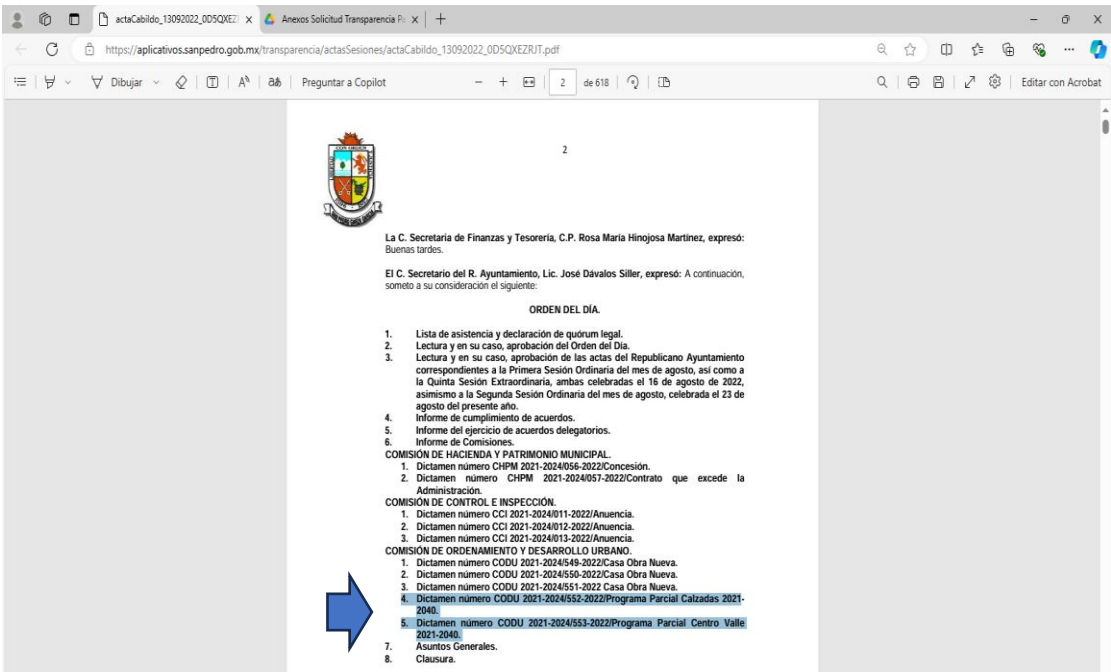 actaCabildo_13092022_0D5QXEZ
Anexos Solicitud Transparencia P
https://aplicativos.sanpedro.gob.mx/transparencia/actasSesiones/actaCabildo_13092022_0D5QXEZRJT.pdf
Dibujar
Preguntar a Copilot
2 de 618
Editar con Acrobat
2
La C. Secretaria de Finanzas y Tesorería, C.P. Rosa María Hinojosa Martínez, expresó:
Buenas tardes.
El C. Secretario del R. Ayuntamiento, Lic. José Dávalos Siller, expresó: A continuación,
someto a su consideración el siguiente:
ORDEN DEL DÍA.
1. Lista de asistencia y declaración de quórum legal.
2. Lectura y en su caso, aprobación del Orden del Día.
3. Lectura y en su caso, aprobación de las actas del Republicano Ayuntamiento
correspondientes a la Primera Sesión Ordinaria del mes de agosto, así como a
la Quinta Sesión Extraordinaria, ambas celebradas el 16 de agosto de 2022,
asimismo a la Segunda Sesión Ordinaria del mes de agosto, celebrada el 23 de
agosto del presente año.
4. Informe de cumplimiento de acuerdos.
5. Informe del ejercicio de acuerdos delegatorios.
6. Informe de Comisiones.
COMISIÓN DE HACIENDA Y PATRIMONIO MUNICIPAL.
1. Dictamen número CHPM 2021-2024/056-2022/Concesión.
2. Dictamen número CHPM 2021-2024/057-2022/Contrato que excede la
Administración.
COMISIÓN DE CONTROL E INSPECCIÓN.
1. Dictamen número CCI 2021-2024/011-2022/Anuencia.
2. Dictamen número CCI 2021-2024/012-2022/Anuencia.
3. Dictamen número CCI 2021-2024/013-2022/Anuencia.
COMISIÓN DE ORDENAMIENTO Y DESARROLLO URBANO.
1. Dictamen número CODU 2021-2024/549-2022/Casa Obra Nueva.
2. Dictamen número CODU 2021-2024/550-2022/Casa Obra Nueva.
3. Dictamen número CODU 2021-2024/551-2022 Casa Obra Nueva.
4. Dictamen número CODU 2021-2024/552-2022/Programa Parcial Calzadas 2021-
2040.
5. Dictamen número CODU 2021-2024/553-2022/Programa Parcial Centro Valle
2021-2040.
7. Asuntos Generales.
8. Clausura.